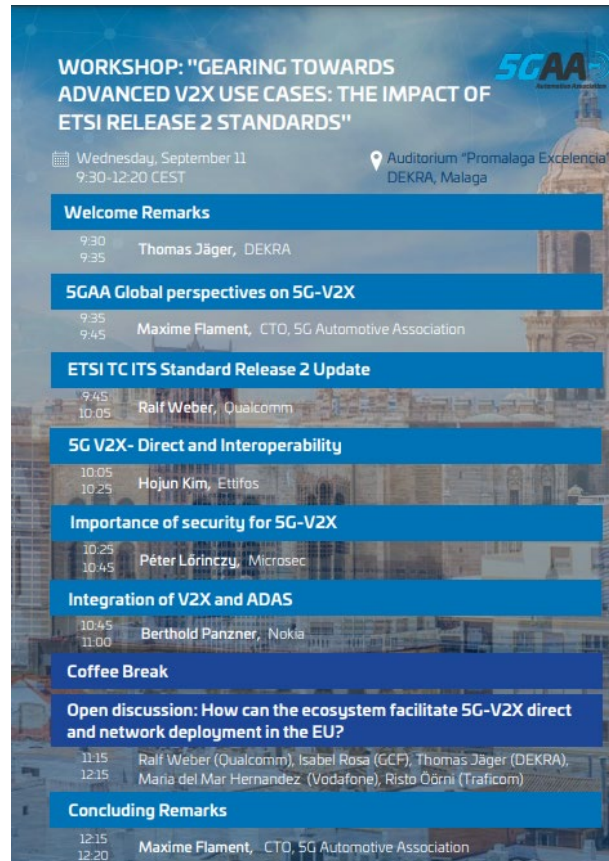 WORKSHOP: "GEARING TOWARDS
ADVANCED V2X USE CASES: THE IMPACT OF
ETSI RELEASE 2 STANDARDS"
5GAA
Automotive Association
Wednesday, September 11
9:30-12:20 CEST
Auditorium "Promalaga Excelencia"
DEKRA, Malaga
Welcome Remarks
9:30
9:35
Thomas Jäger, DEKRA
5GAA Global perspectives on 5G-V2X
9:35
9:45
Maxime Flament, CTO, 5G Automotive Association
ETSI TC ITS Standard Release 2 Update
9.45
10:05
Ralf Weber, Qualcomm
5G V2X- Direct and Interoperability
10:05
10:25
Hojun Kim, Ettifos
Importance of security for 5G-V2X
10:25
10:45
Péter Lőrinczy, Microsec
Integration of V2X and ADAS
10:45
11:00
Berthold Panzner, Nokia
Coffee Break
Open discussion: How can the ecosystem facilitate 5G-V2X direct
and network deployment in the EU?
11:15
12:15
Ralf Weber (Qualcomm), Isabel Rosa (GCF), Thomas Jäger (DEKRA),
Maria del Mar Hernandez (Vodafone), Risto Öörni (Traficom)
Concluding Remarks
12:15
12:20
Maxime Flament, CTO, 5G Automotive Association